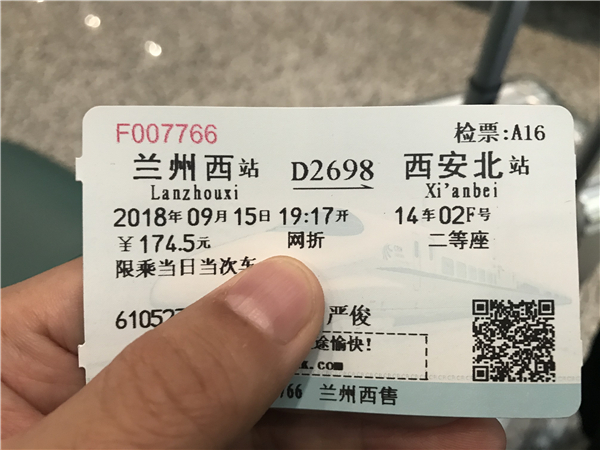 F007766 检票:A16
兰州西站 D2698 西安北站
Lanzhouxi Xi'anbei
2018年09月15日 19:17开 14车02F号
￥174.5元 网折 二等座
限乘当日当次车
610527 严俊
途愉快!
.com
7766 兰州西售